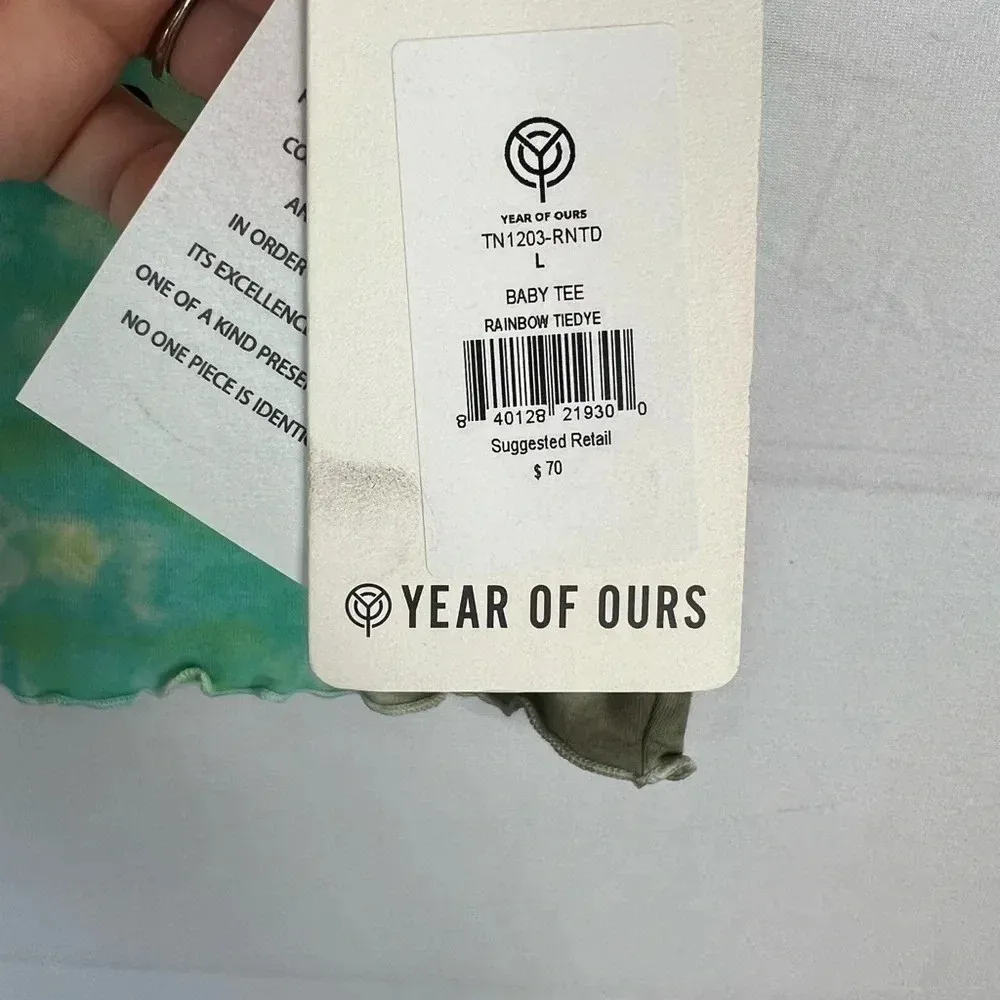 CO
IN ORDER
ITS EXCELLENC
ONE OF A KIND PRESE
NO ONE PIECE IS IDENTI
YEAR OF OURS
TN1203-RNTD
L
BABY TEE
RAINBOW TIEDYE
8 40128 21930 0
Suggested Retail
$ 70
YEAR OF OURS